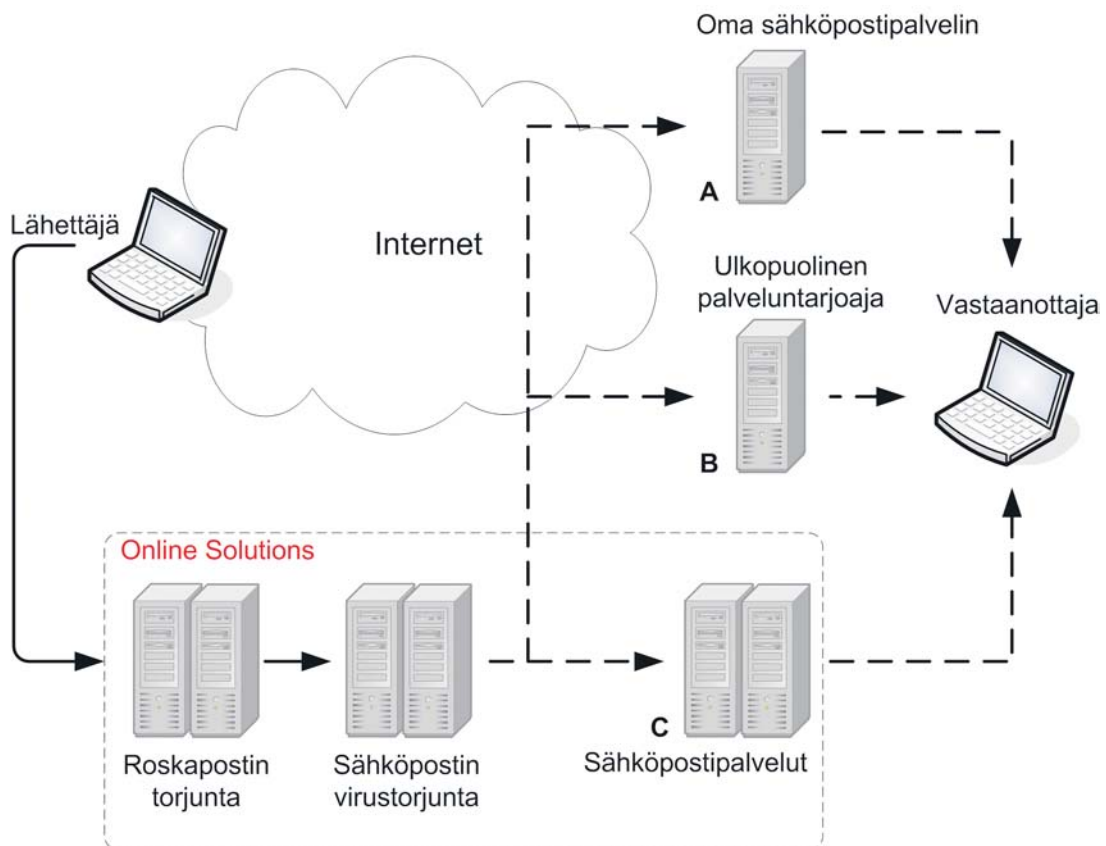 Oma sähköpostipalvelin
A
Lähettäjä
Internet
Ulkopuolinen
palveluntarjoaja
B
Vastaanottaja
Online Solutions
C
Roskapostin
torjunta
Sähköpostin
virustorjunta
Sähköpostipalvelut